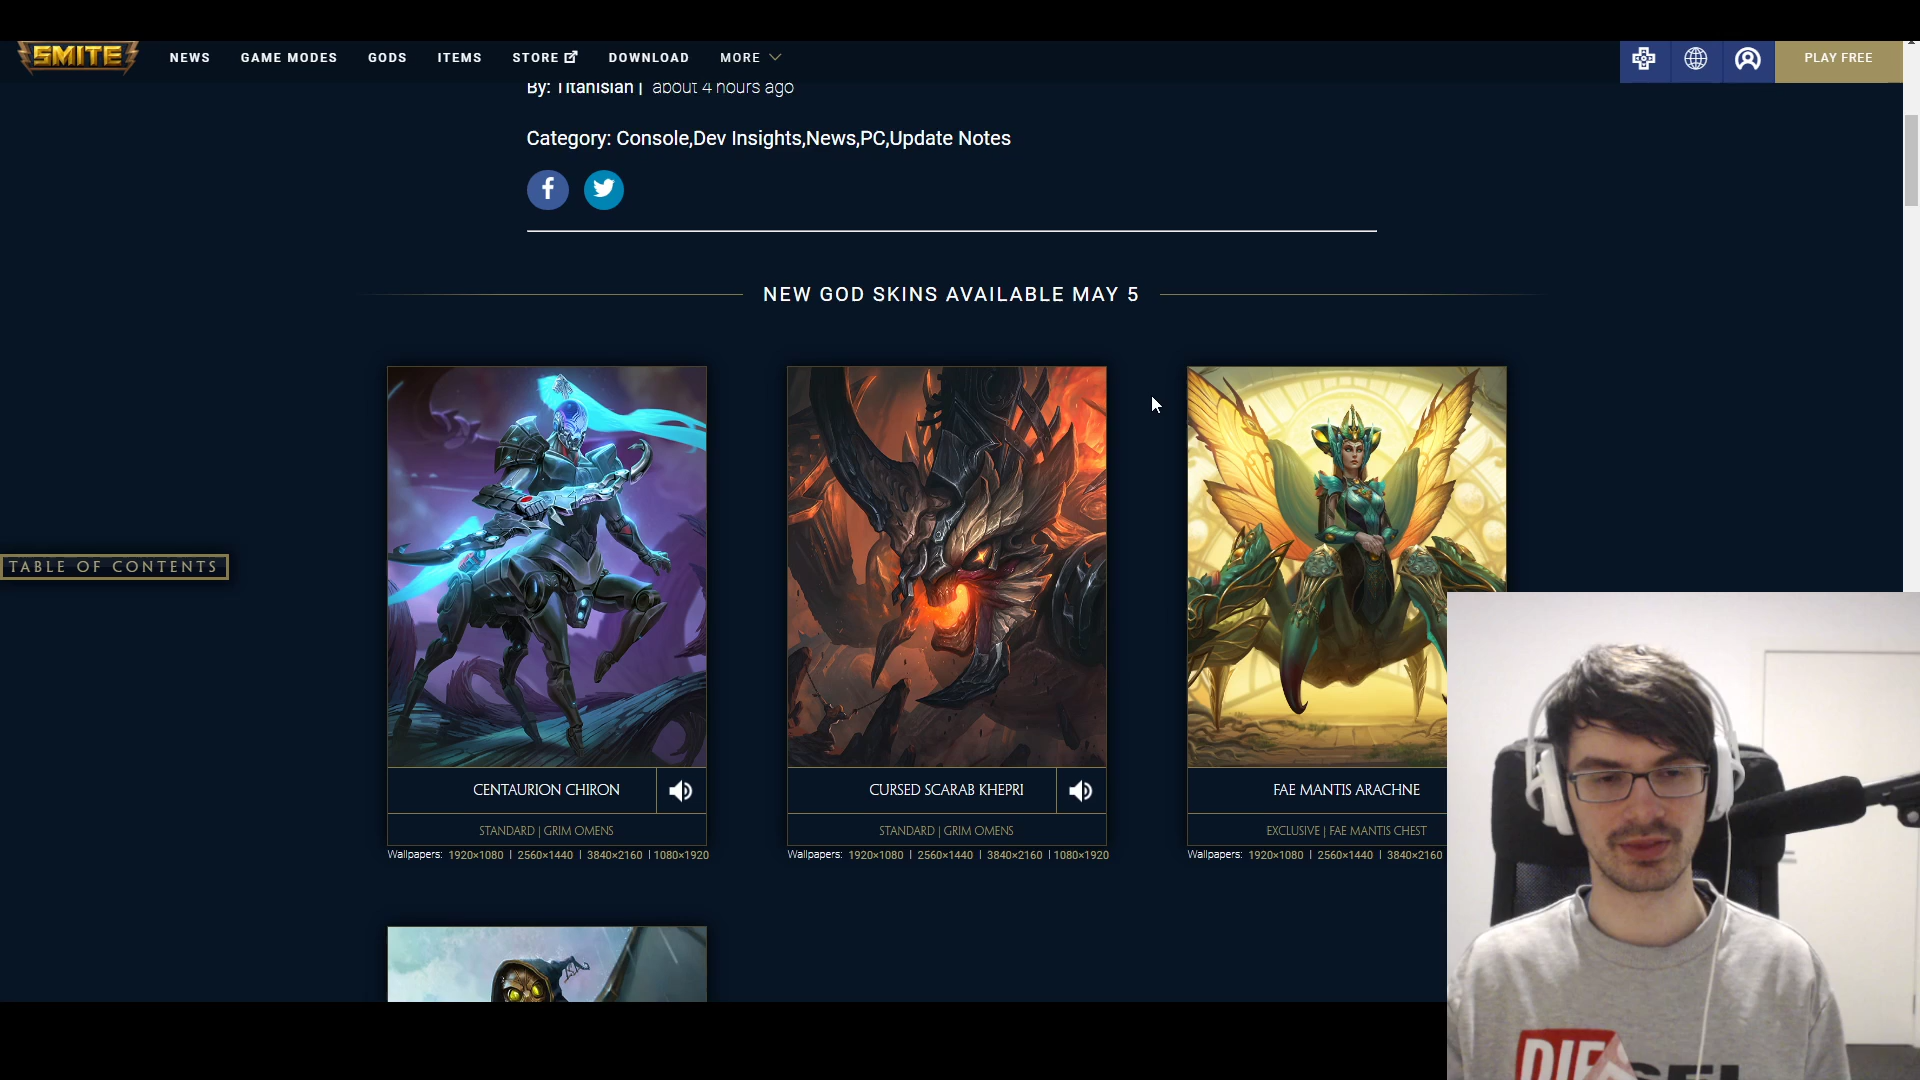 SMITE
NEWS GAME MODES GODS ITEMS STORE DOWNLOAD MORE PLAY FREE
By: Titanisian | about 4 hours ago
Category: Console,Dev Insights,News,PC,Update Notes
NEW GOD SKINS AVAILABLE MAY 5
TABLE OF CONTENTS
CENTAURION CHIRON
STANDARD | GRIM OMENS
Wallpapers: 1920×1080 | 2560×1440 | 3840×2160 | 1080×1920
CURSED SCARAB KHEPRI
STANDARD | GRIM OMENS
Wallpapers: 1920×1080 | 2560×1440 | 3840×2160 | 1080×1920
FAE MANTIS ARACHNE
EXCLUSIVE | FAE MANTIS CHEST
Wallpapers: 1920×1080 | 2560×1440 | 3840×2160